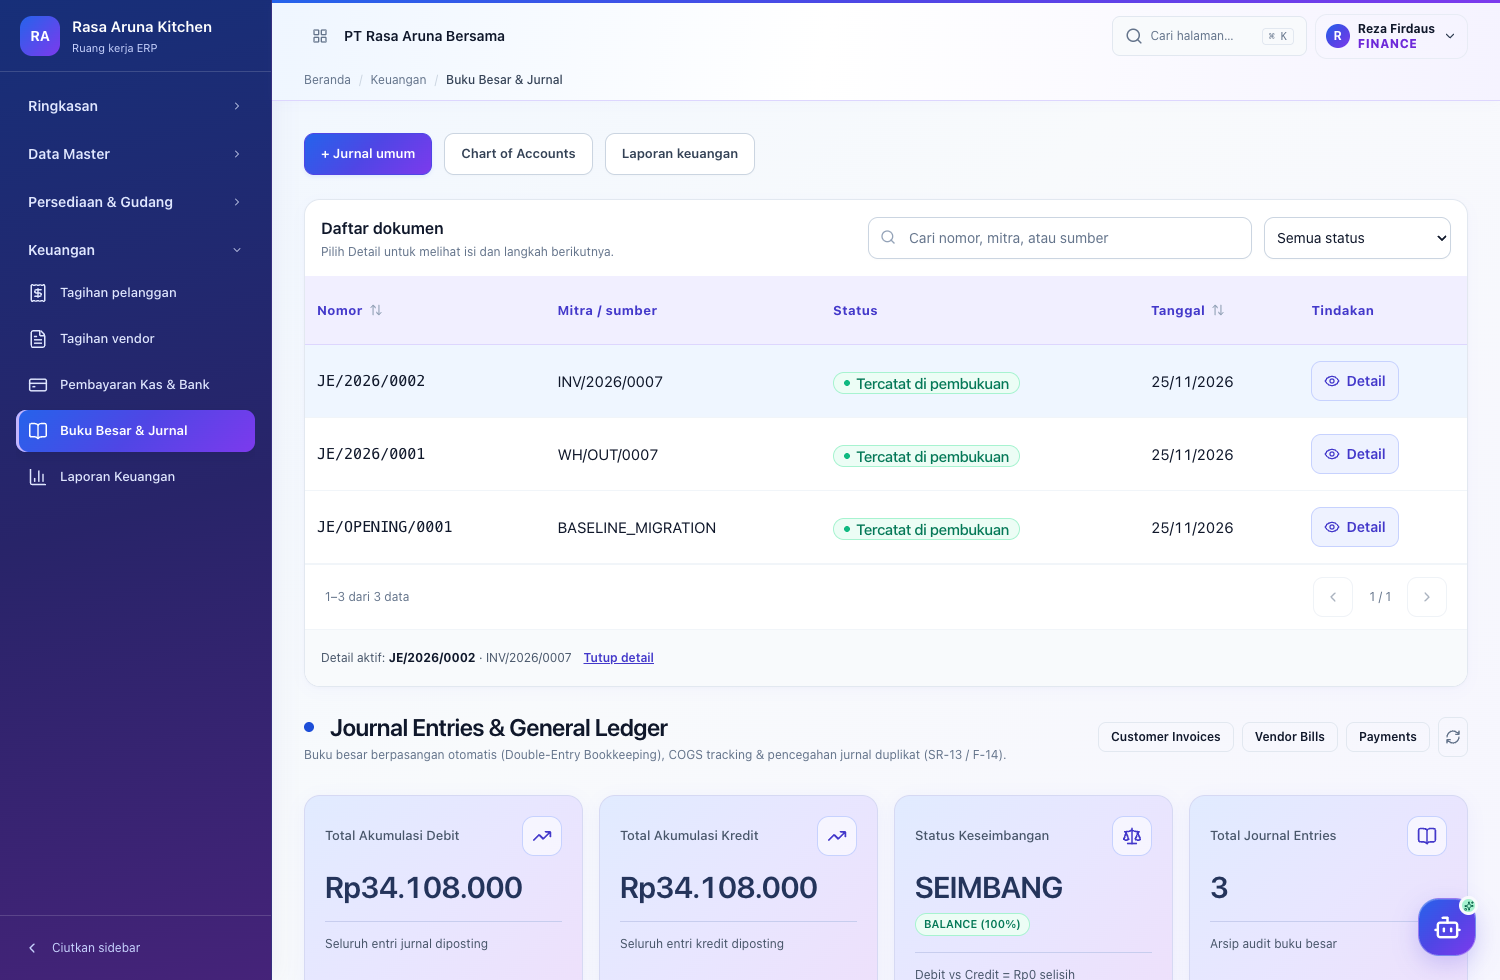 RA
Rasa Aruna Kitchen
Ruang kerja ERP
Ringkasan
Data Master
Persediaan & Gudang
Keuangan
Tagihan pelanggan
Tagihan vendor
Pembayaran Kas & Bank
Buku Besar & Jurnal
Laporan Keuangan
Ciutkan sidebar
PT Rasa Aruna Bersama
Cari halaman... ⌘ K
R
Reza Firdaus
FINANCE
Beranda / Keuangan / Buku Besar & Jurnal
+ Jurnal umum
Chart of Accounts
Laporan keuangan
Daftar dokumen
Pilih Detail untuk melihat isi dan langkah berikutnya.
Cari nomor, mitra, atau sumber
Semua status
Nomor Mitra / sumber Status Tanggal Tindakan
JE/2026/0002 INV/2026/0007 Tercatat di pembukuan 25/11/2026 Detail
JE/2026/0001 WH/OUT/0007 Tercatat di pembukuan 25/11/2026 Detail
JE/OPENING/0001 BASELINE_MIGRATION Tercatat di pembukuan 25/11/2026 Detail
1–3 dari 3 data
1 / 1
Detail aktif: JE/2026/0002 · INV/2026/0007 Tutup detail
Journal Entries & General Ledger
Buku besar berpasangan otomatis (Double-Entry Bookkeeping), COGS tracking & pencegahan jurnal duplikat (SR-13 / F-14).
Customer Invoices
Vendor Bills
Payments
Total Akumulasi Debit
Rp34.108.000
Seluruh entri jurnal diposting
Total Akumulasi Kredit
Rp34.108.000
Seluruh entri kredit diposting
Status Keseimbangan
SEIMBANG
BALANCE (100%)
Debit vs Credit = Rp0 selisih
Total Journal Entries
3
Arsip audit buku besar